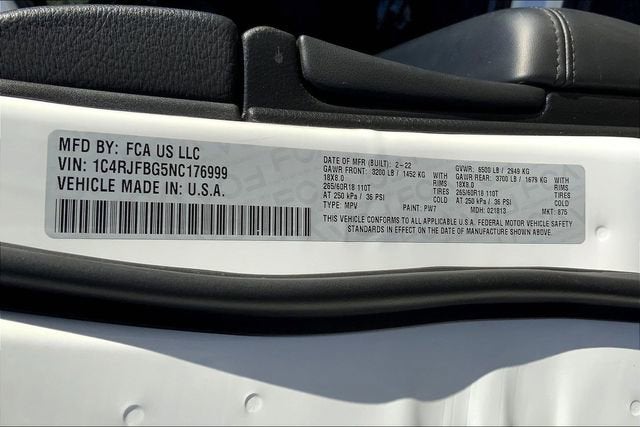 MFD BY: FCA US LLC
VIN: 1C4RJFBG5NC176999
VEHICLE MADE IN: U.S.A.
DATE OF MFR (BUILT): 2-22
GAWR FRONT: 3200 LB / 1452 KG WITH
18X8.0 RIMS
265/60R18 110T TIRES
AT 250 kPa / 36 PSI COLD
TYPE: MPV PAINT: PW7
GVWR: 6500 LB / 2949 KG
GAWR REAR: 3700 LB / 1679 KG WITH
18X8.0 RIMS
265/60R18 110T TIRES
AT 250 kPa / 36 PSI COLD
MDH: 021813 MKT: 875
THIS VEHICLE CONFORMS TO ALL APPLICABLE U.S.A. FEDERAL MOTOR VEHICLE SAFETY
STANDARDS IN EFFECT ON THE DATE OF MANUFACTURE SHOWN ABOVE.